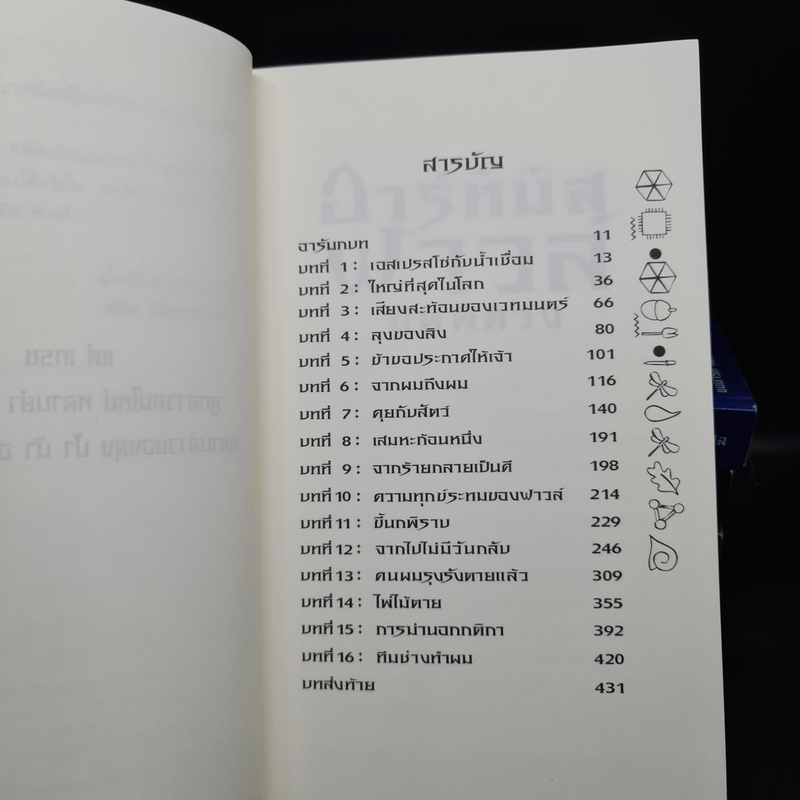 สารบัญ
อารัมภบท 11
บทที่ 1 : เอสเปรสโซ่กับน้ำเชื่อม 13
บทที่ 2 : ใหญ่ที่สุดในโลก 36
บทที่ 3 : เสียงสะท้อนของเวทมนตร์ 66
บทที่ 4 : ลุงของลิง 80
บทที่ 5 : ข้าขอประกาศให้เจ้า 101
บทที่ 6 : จากผมถึงผม 116
บทที่ 7 : คุยกับสัตว์ 140
บทที่ 8 : เสมหะก้อนหนึ่ง 191
บทที่ 9 : จากร้ายกลายเป็นดี 198
บทที่ 10 : ความทุกข์ระทมของฟาวล์ 214
บทที่ 11 : ขี้นกพิราบ 229
บทที่ 12 : จากไปไม่มีวันกลับ 246
บทที่ 13 : คนผมรุงรังตายแล้ว 309
บทที่ 14 : ไพ่ไม้ตาย 355
บทที่ 15 : การม่านอกกติกา 392
บทที่ 16 : ทีมช่างทำผม 420
บทส่งท้าย 431